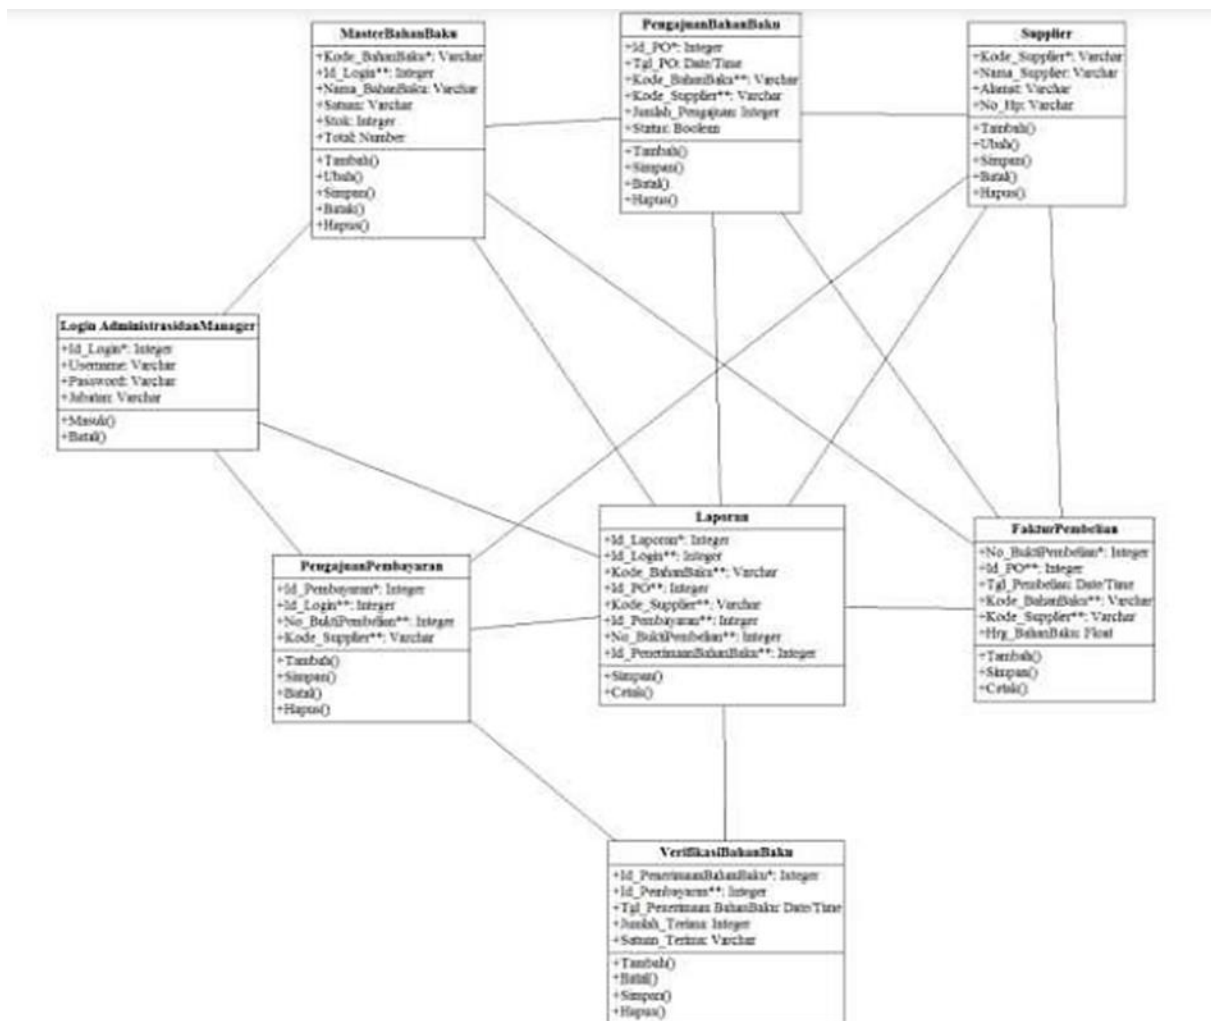 MasterBahanBaku
+Kode_BahanBaku*: Varchar
+Id_Login**: Integer
+Nama_BahanBaku: Varchar
+Satuan: Varchar
+Stok: Integer
+Total: Number
+Tambah()
+Ubah()
+Simpan()
+Batal()
+Hapus()
PengajuanBahanBaku
+Id_PO*: Integer
+Tgl_PO: Date/Time
+Kode_BahanBaku**: Varchar
+Kode_Supplier**: Varchar
+Jumlah_Pengajuan: Integer
+Status: Boolean
+Tambah()
+Simpan()
+Batal()
+Hapus()
Supplier
+Kode_Supplier*: Varchar
+Nama_Supplier: Varchar
+Alamat: Varchar
+No_Hp: Varchar
+Tambah()
+Ubah()
+Simpan()
+Batal()
+Hapus()
Login AdministrasidanManager
+Id_Login*: Integer
+Username: Varchar
+Password: Varchar
+Jabatan: Varchar
+Masuk()
+Batal()
PengajuanPembayaran
+Id_Pembayaran*: Integer
+Id_Login**: Integer
+No_BuktiPembelian**: Integer
+Kode_Supplier**: Varchar
+Tambah()
+Simpan()
+Batal()
+Hapus()
Laporan
+Id_Laporan*: Integer
+Id_Login**: Integer
+Kode_BahanBaku**: Varchar
+Id_PO**: Integer
+Kode_Supplier**: Varchar
+Id_Pembayaran**: Integer
+No_BuktiPembelian**: Integer
+Id_PenerimaanBahanBaku**: Integer
+Simpan()
+Cetak()
FakturPembelian
+No_BuktiPembelian*: Integer
+Id_PO**: Integer
+Tgl_Pembelian: Date/Time
+Kode_BahanBaku**: Varchar
+Kode_Supplier**: Varchar
+Hrg_BahanBaku: Float
+Tambah()
+Simpan()
+Cetak()
VerifikasiBahanBaku
+Id_PenerimaanBahanBaku*: Integer
+Id_Pembayaran**: Integer
+Tgl_Penerimaan BahanBaku: Date/Time
+Jumlah_Terima: Integer
+Satuan_Terima: Varchar
+Tambah()
+Batal()
+Simpan()
+Hapus()